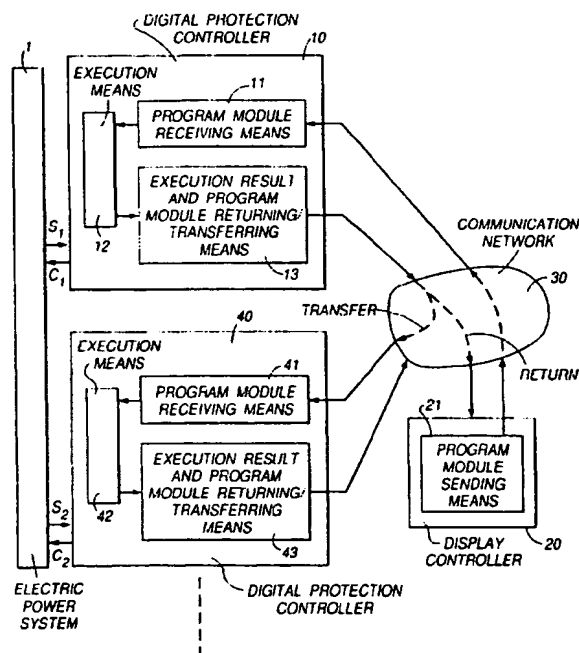 DIGITAL PROTECTION
CONTROLLER
10
1
EXECUTION
MEANS
11
PROGRAM MODULE
RECEIVING MEANS
EXECUTION RESULT
AND PROGRAM
MODULE RETURNING/
TRANSFERRING
MEANS
12
13
S1
C1
COMMUNICATION
NETWORK
30
TRANSFER
RETURN
40
EXECUTION
MEANS
41
PROGRAM MODULE
RECEIVING MEANS
EXECUTION RESULT
AND PROGRAM
MODULE RETURNING/
TRANSFERRING
MEANS
42
43
S2
C2
21
PROGRAM
MODULE
SENDING
MEANS
DISPLAY
CONTROLLER
20
ELECTRIC
POWER
SYSTEM
DIGITAL PROTECTION
CONTROLLER